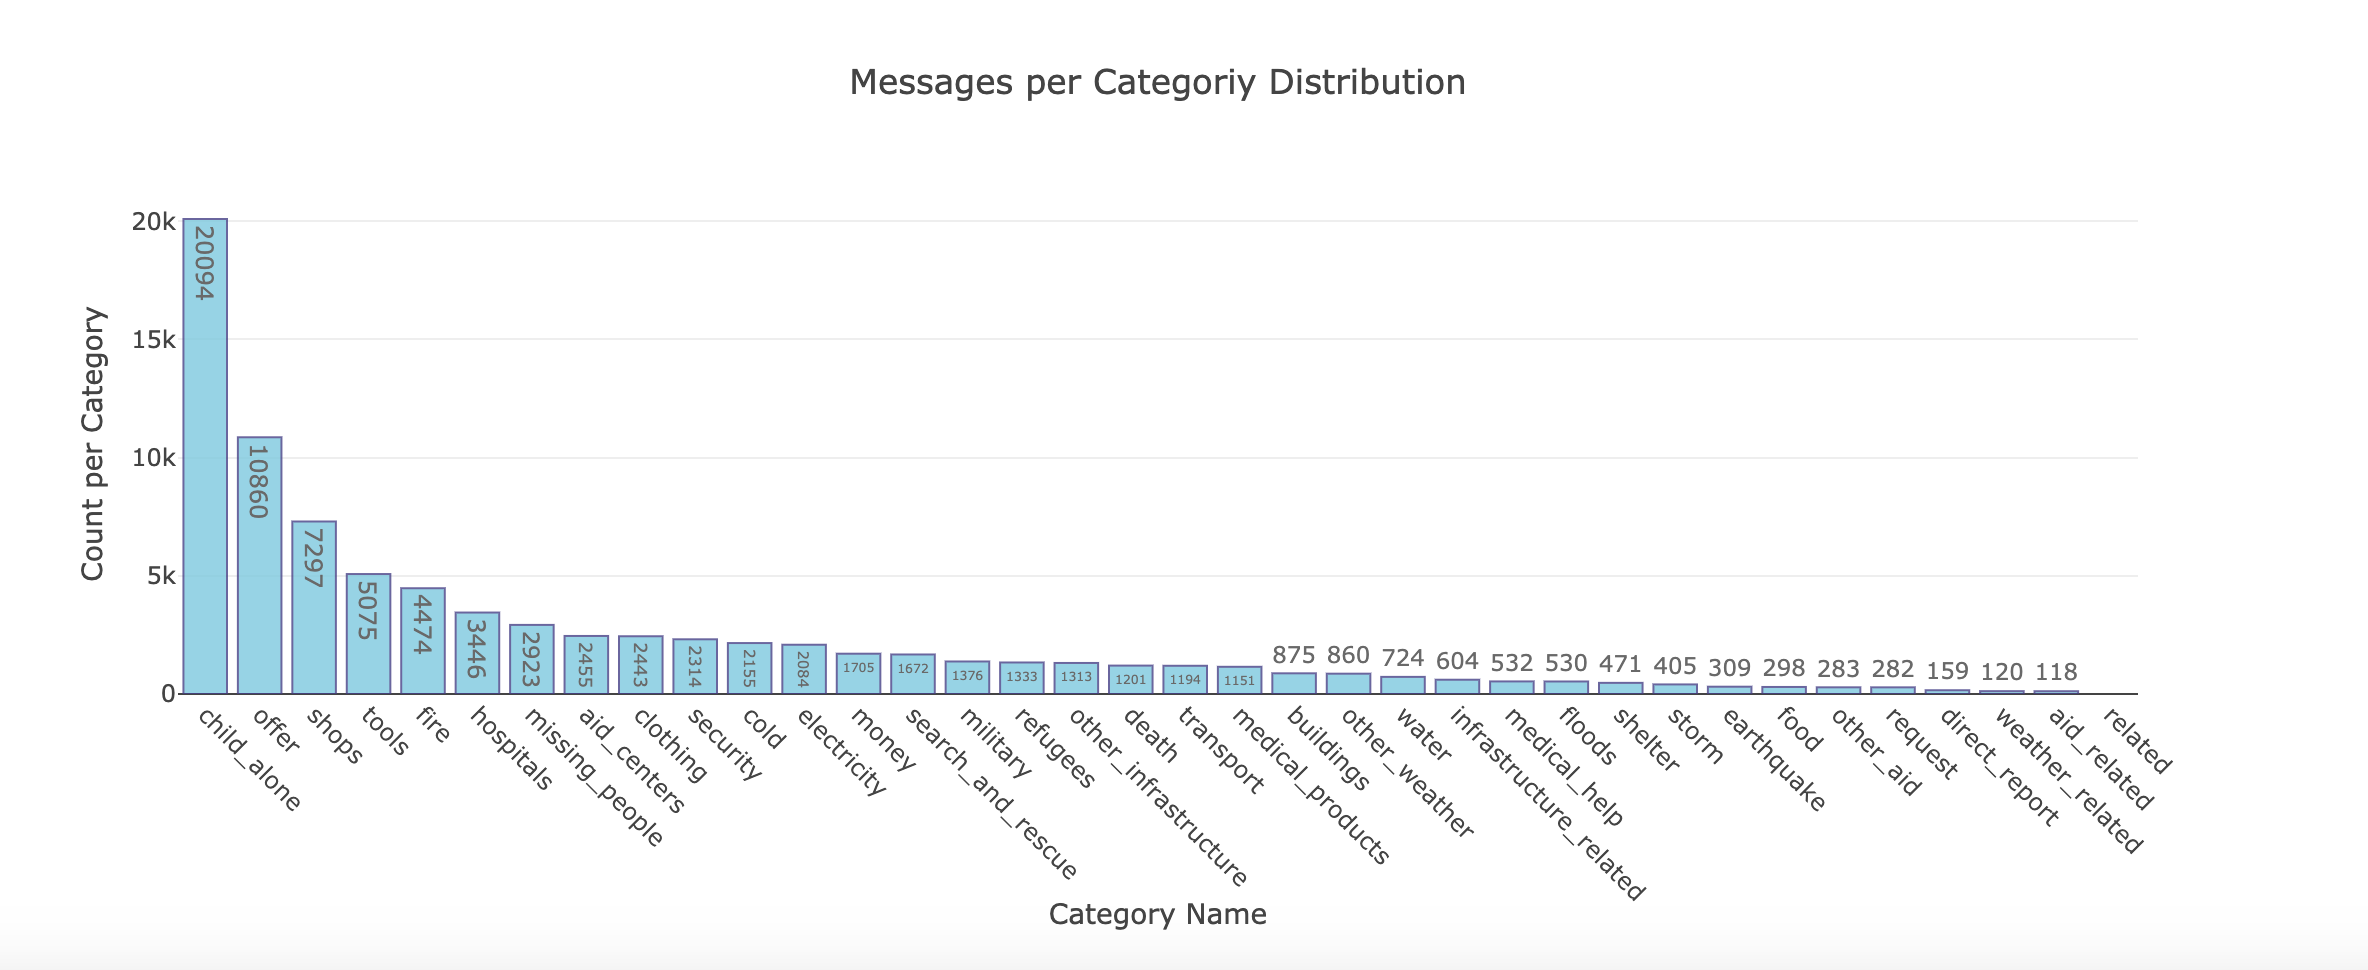 Messages per Categoriy Distribution
Count per Category
20k
15k
10k
5k
0
20094
10860
7297
5075
4474
3446
2923
2455
2443
2314
2155
2084
1705
1672
1376
1333
1313
1201
1194
1151
875
860
724
604
532
530
471
405
309
298
283
282
159
120
118
child_alone
offer
shops
tools
fire
hospitals
missing_people
aid_centers
clothing
security
cold
electricity
money
search_and_rescue
military
refugees
other_infrastructure
death
transport
medical_products
buildings
other_weather
water
infrastructure_related
medical_help
floods
shelter
storm
earthquake
food
other_aid
request
direct_report
weather_related
aid_related
related
Category Name